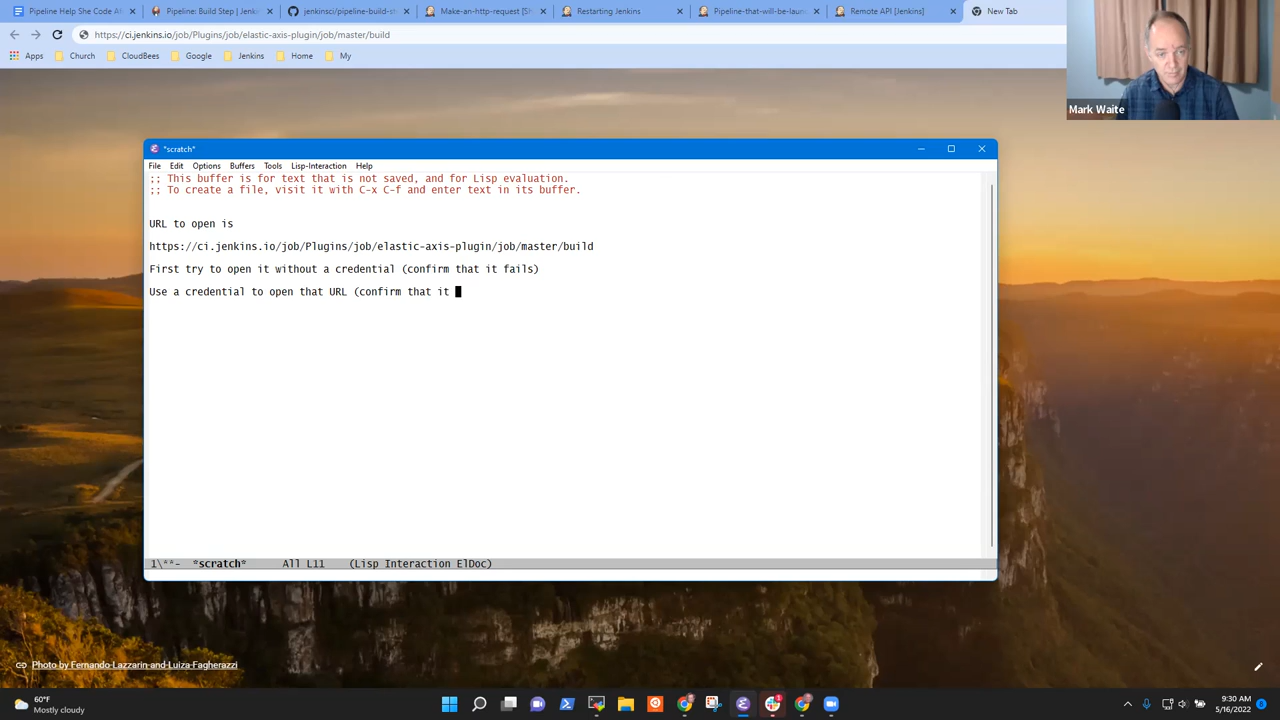 Pipeline Help She Code A
Pipeline: Build Step [ Jenk
jenkinsci/pipeline-build-s
Make-an-http-request [S
Restarting Jenkins
Pipeline-that-will-be-laun
Remote API [Jenkins]
New Tab
https://ci.jenkins.io/job/Plugins/job/elastic-axis-plugin/job/master/build
Apps Church CloudBees Google Jenkins Home My
Mark Waite
*scratch*
File Edit Options Buffers Tools Lisp-Interaction Help
;; This buffer is for text that is not saved, and for Lisp evaluation.
;; To create a file, visit it with C-x C-f and enter text in its buffer.
URL to open is
https://ci.jenkins.io/job/Plugins/job/elastic-axis-plugin/job/master/build
First try to open it without a credential (confirm that it fails)
Use a credential to open that URL (confirm that it
1\**- *scratch* All L11 (Lisp Interaction ElDoc)
Photo by Fernando-Lazzarin-and-Luiza-Fagherazzi
60°F
Mostly cloudy
9:30 AM
5/16/2022